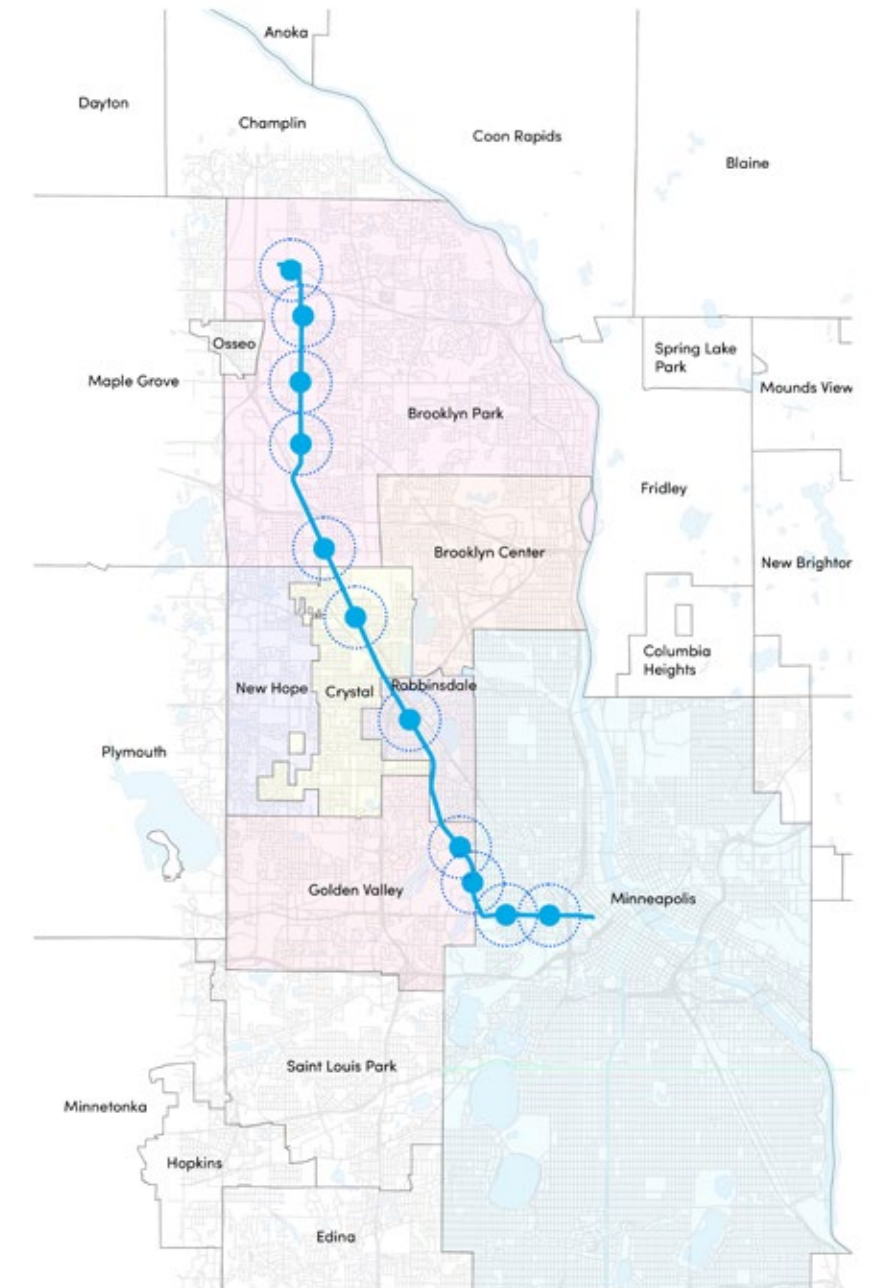 Anoka
Dayton
Champlin
Coon Rapids
Blaine
Osseo
Spring Lake
Park
Maple Grove
Mounds View
Brooklyn Park
Fridley
Brooklyn Center
New Brightor
Columbia
Heights
New Hope
Crystal
Robbinsdale
Plymouth
Golden Valley
Minneapolis
Saint Louis Park
Minnetonka
Hopkins
Edina